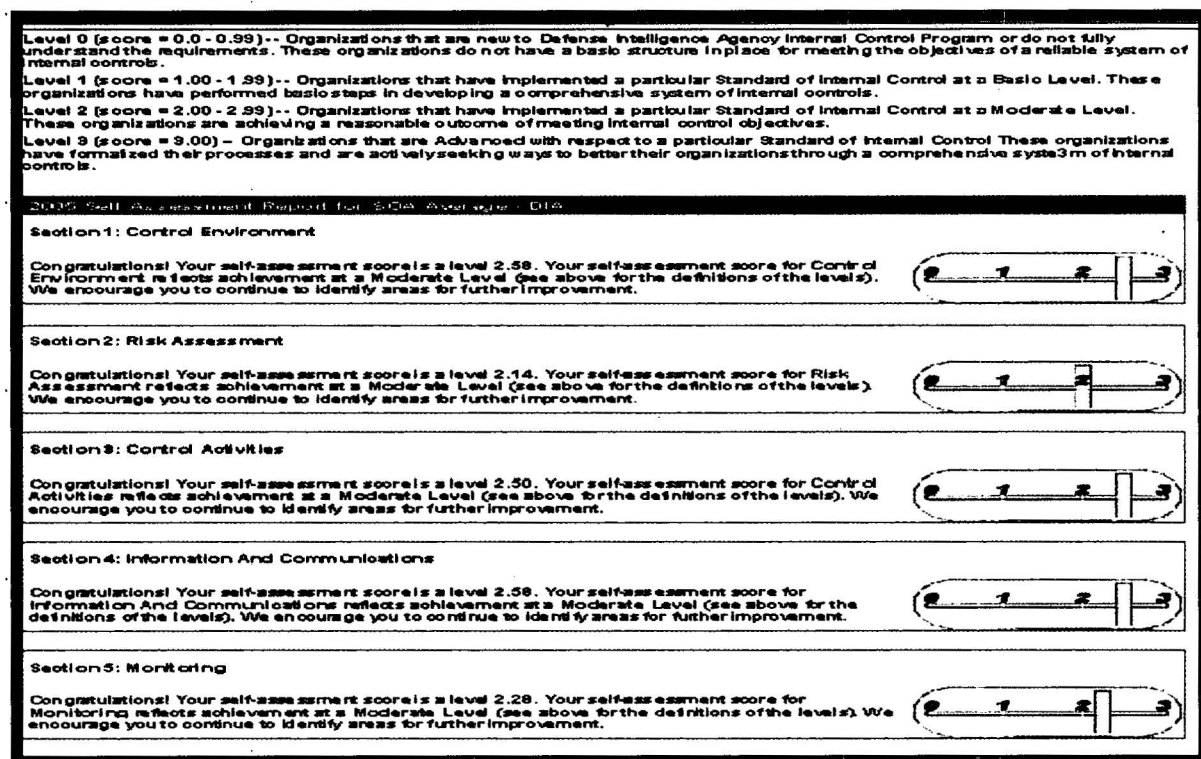 Level 0 (score = 0.0 - 0.99) -- Organizations that are new to Defense Intelligence Agency Internal Control Program or do not fully
understand the requirements. These organizations do not have a basic structure in place for meeting the objectives of a reliable system of
internal controls.
Level 1 (score = 1.00 - 1.99) -- Organizations that have implemented a particular Standard of Internal Control at a Basic Level. These
organizations have performed basic steps in developing a comprehensive system of internal controls.
Level 2 (score = 2.00 - 2.99) -- Organizations that have implemented a particular Standard of Internal Control at a Moderate Level.
These organizations are achieving a reasonable outcome of meeting internal control objectives.
Level 3 (score = 3.00) – Organizations that are Advanced with respect to a particular Standard of Internal Control These organizations
have formalized their processes and are actively seeking ways to better their organizations through a comprehensive syste3m of internal
controls.
2005 Self Assessment Report for SOA Average - DIA
Section 1: Control Environment
Congratulations! Your self-assessment score is a level 2.58. Your self-assessment score for Control
Environment reflects achievement at a Moderate Level (see above for the definitions of the levels).
We encourage you to continue to identify areas for further improvement.
0 1 2 3
Section 2: Risk Assessment
Congratulations! Your self-assessment score is a level 2.14. Your self-assessment score for Risk
Assessment reflects achievement at a Moderate Level (see above for the definitions of the levels).
We encourage you to continue to identify areas for further improvement.
0 1 2 3
Section 3: Control Activities
Congratulations! Your self-assessment score is a level 2.50. Your self-assessment score for Control
Activities reflects achievement at a Moderate Level (see above for the definitions of the levels). We
encourage you to continue to identify areas for further improvement.
0 1 2 3
Section 4: Information And Communications
Congratulations! Your self-assessment score is a level 2.58. Your self-assessment score for
Information And Communications reflects achievement at a Moderate Level (see above for the
definitions of the levels). We encourage you to continue to identify areas for further improvement.
0 1 2 3
Section 5: Monitoring
Congratulations! Your self-assessment score is a level 2.28. Your self-assessment score for
Monitoring reflects achievement at a Moderate Level (see above for the definitions of the levels). We
encourage you to continue to identify areas for further improvement.
0 1 2 3